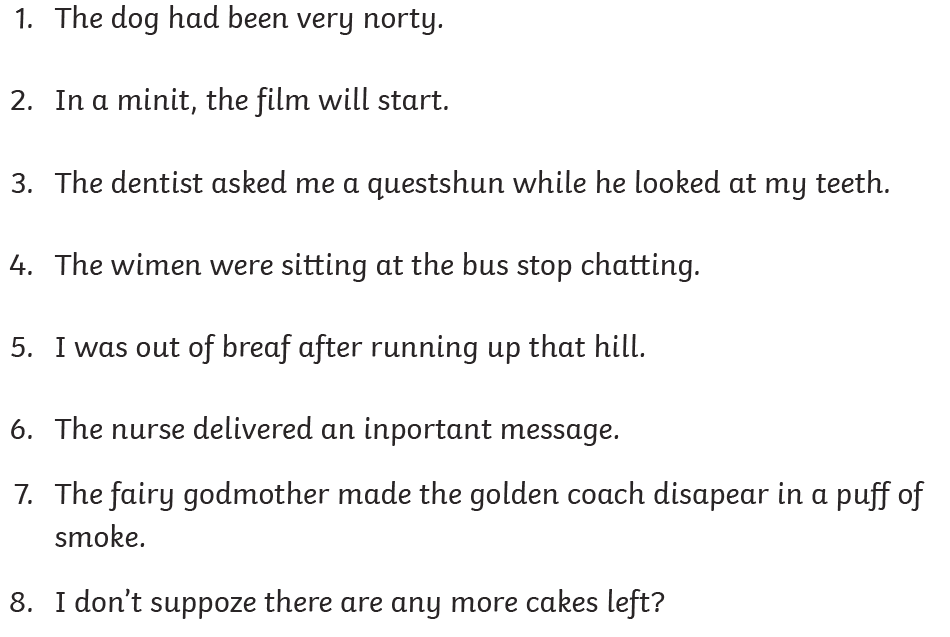 1. The dog had been very norty.
2. In a minit, the film will start.
3. The dentist asked me a questshun while he looked at my teeth.
4. The wimen were sitting at the bus stop chatting.
5. I was out of breaf after running up that hill.
6. The nurse delivered an inportant message.
7. The fairy godmother made the golden coach disapear in a puff of
smoke.
8. I don’t suppoze there are any more cakes left?